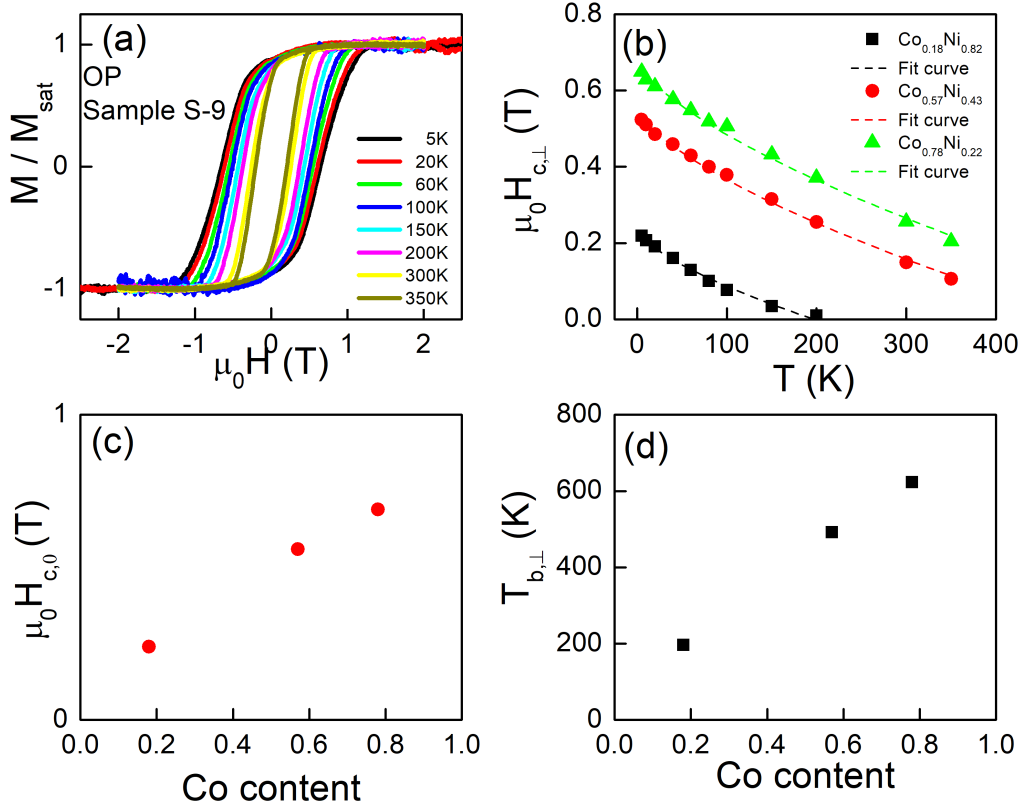 (a)
OP
Sample S-9
5K
20K
60K
100K
150K
200K
300K
350K
1
0
-1
M / Msat
-2 -1 0 1 2
μ0H (T)
(b)
Co0.18Ni0.82
Fit curve
Co0.57Ni0.43
Fit curve
Co0.78Ni0.22
Fit curve
0.8
0.6
0.4
0.2
0.0
μ0Hc,⊥ (T)
0 100 200 300 400
T (K)
(c)
1
0
μ0Hc,0 (T)
0.0 0.2 0.4 0.6 0.8 1.0
Co content
(d)
800
600
400
200
0
Tb,⊥ (K)
0.0 0.2 0.4 0.6 0.8 1.0
Co content